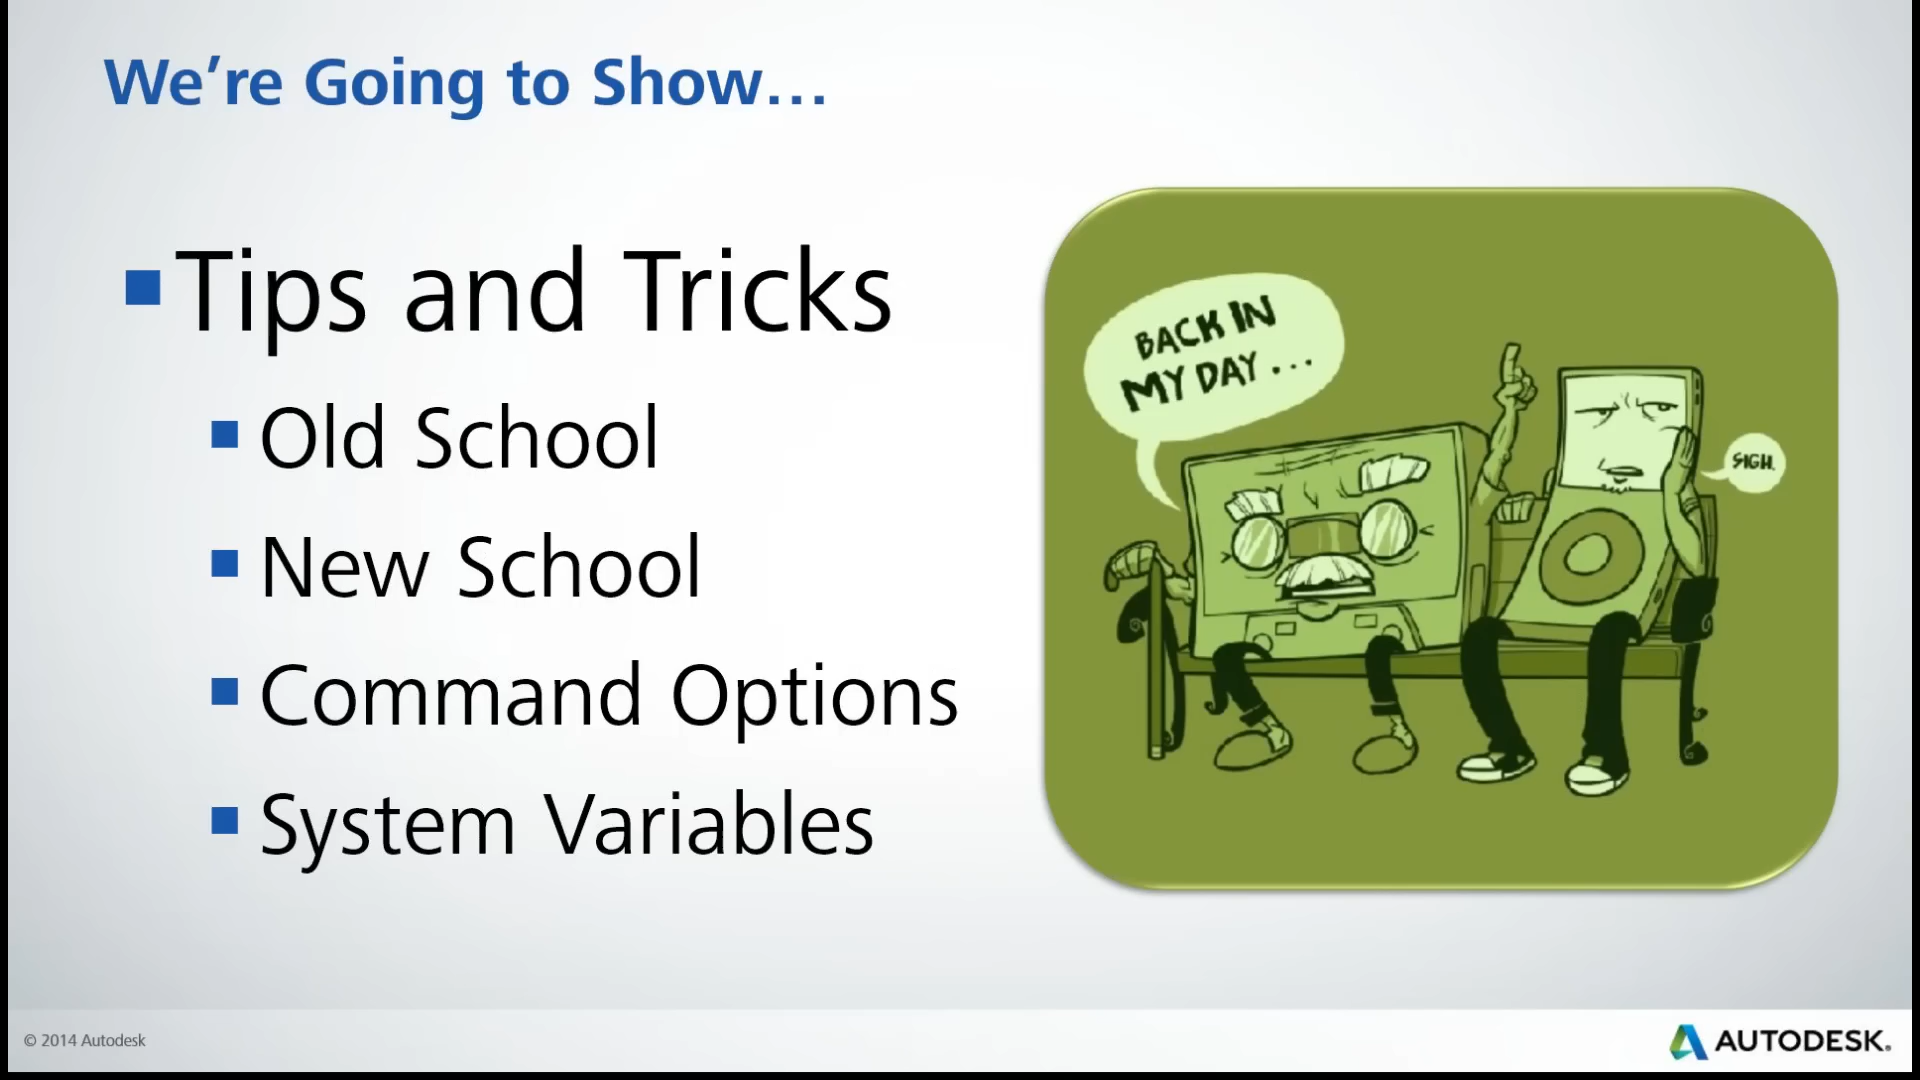 We’re Going to Show…
Tips and Tricks
Old School
New School
Command Options
System Variables
BACK IN
MY DAY...
SIGH.
© 2014 Autodesk
AUTODESK.